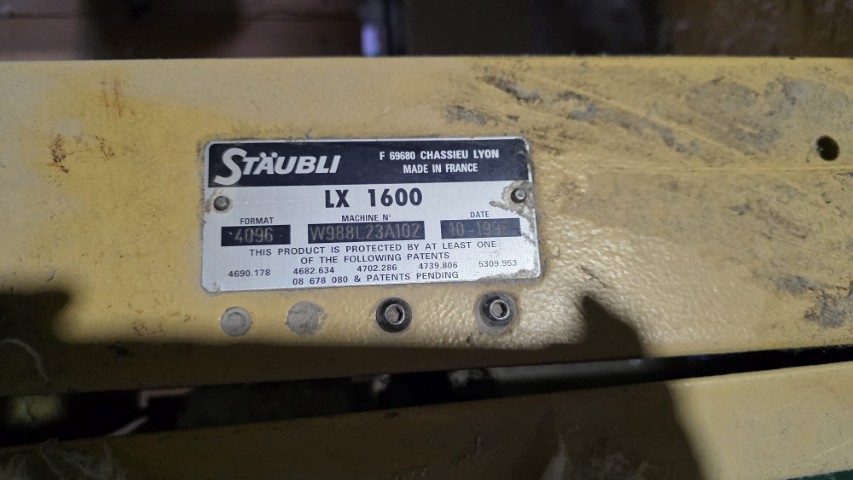 STÄUBLI
F 69680 CHASSIEU LYON
MADE IN FRANCE
LX 1600
FORMAT MACHINE N° DATE
4096 W988L23A102
THIS PRODUCT IS PROTECTED BY AT LEAST ONE
OF THE FOLLOWING PATENTS
4690.178 4682.634 4702.286 4739.806 5309.953
08 678 080 & PATENTS PENDING